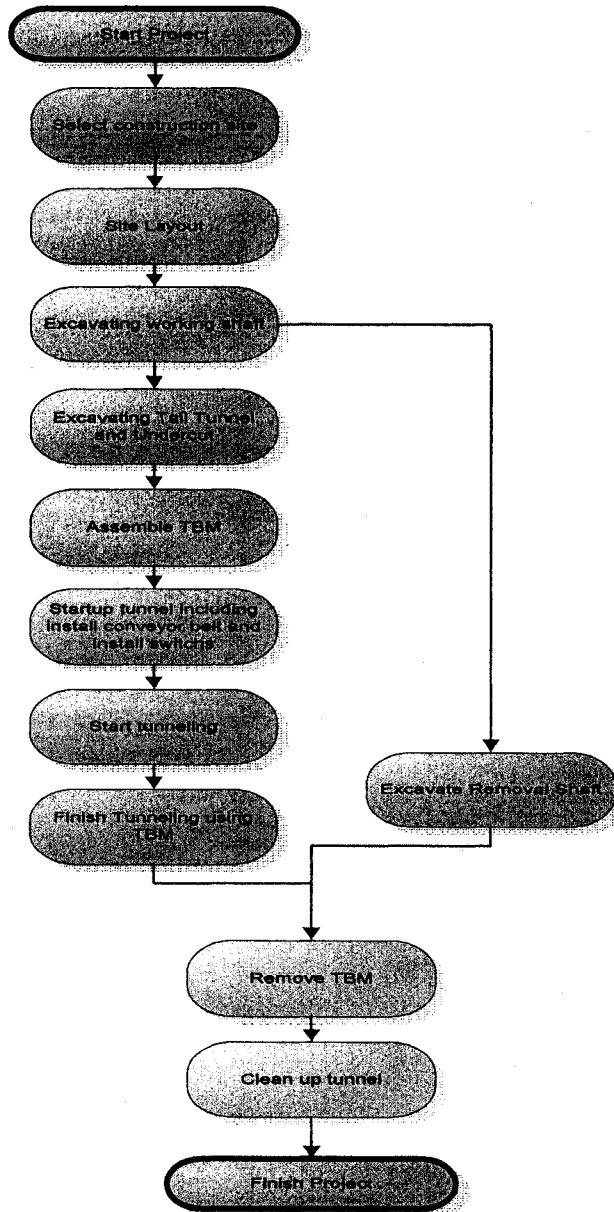 Start Project
Select construction site
Site Layout
Excavating working shaft
Excavating Tail Tunnel
and Undercut
Assemble TBM
Startup tunnel including
install conveyor belt and
install switchs
Start tunneling
Finish Tunneling using
TBM
Excavate Removal Shaft
Remove TBM
Clean up tunnel
Finish Project